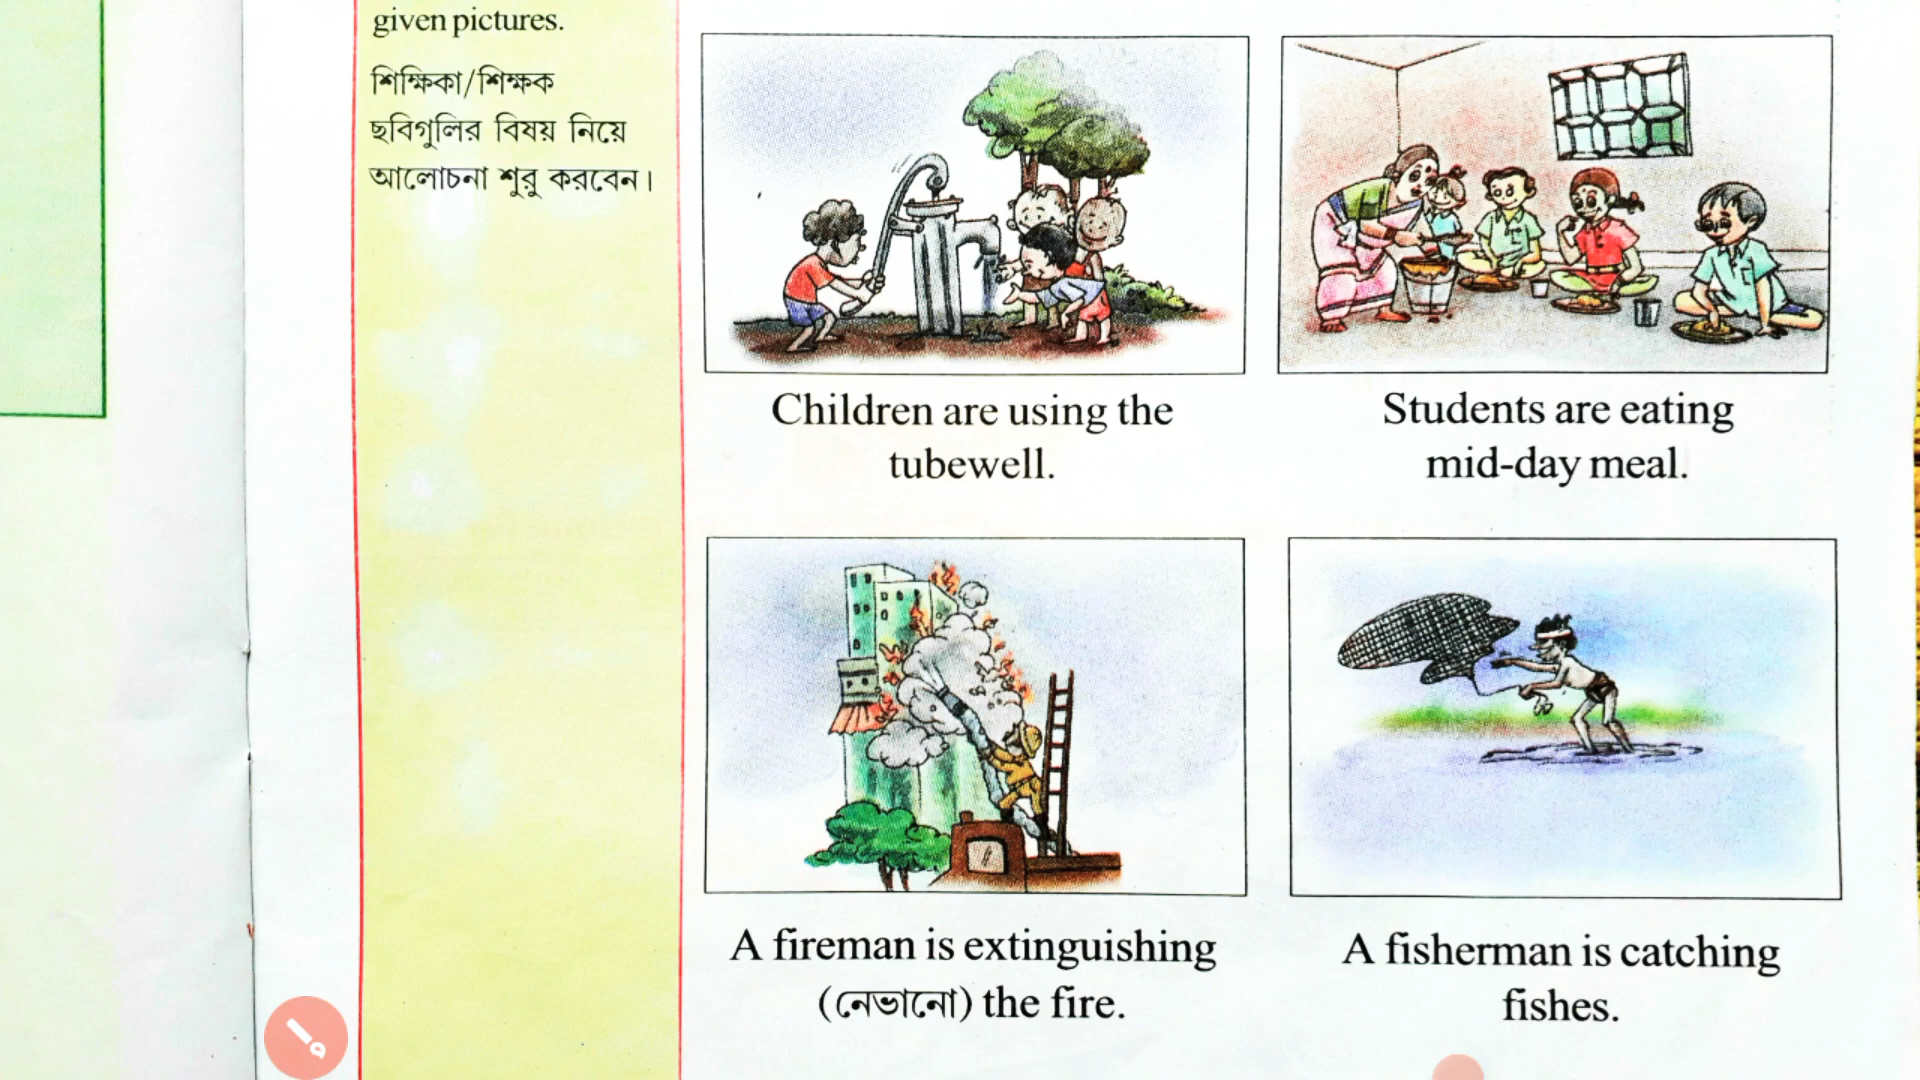 given pictures.
শিক্ষিকা/শিক্ষক
ছবিগুলির বিষয় নিয়ে
আলোচনা শুরু করবেন।
Children are using the
tubewell.
Students are eating
mid-day meal.
A fireman is extinguishing
(নেভানো) the fire.
A fisherman is catching
fishes.